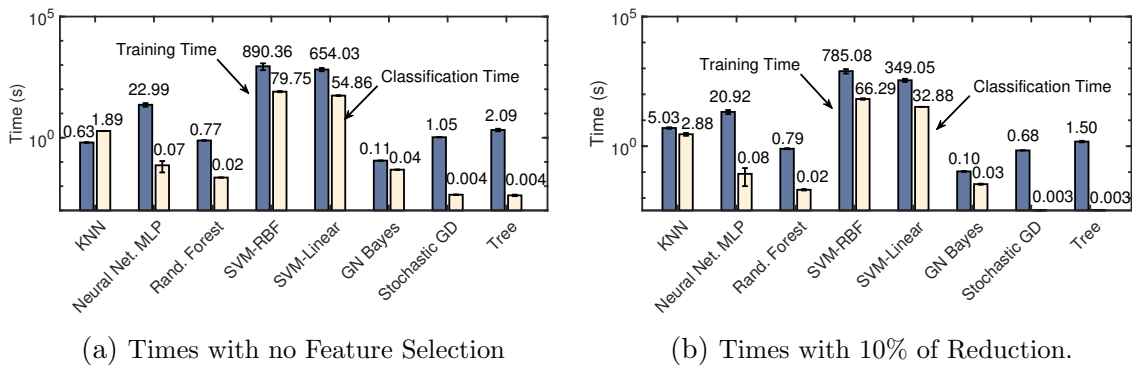 10^5
10^0
Time (s)
Training Time
Classification Time
0.63
1.89
22.99
0.07
0.77
0.02
890.36
79.75
654.03
54.86
0.11
0.04
1.05
0.004
2.09
0.004
KNN
Neural Net. MLP
Rand. Forest
SVM-RBF
SVM-Linear
GN Bayes
Stochastic GD
Tree
(a) Times with no Feature Selection
10^5
10^0
Time (s)
Training Time
Classification Time
5.03
2.88
20.92
0.08
0.79
0.02
785.08
66.29
349.05
32.88
0.10
0.03
0.68
0.003
1.50
0.003
KNN
Neural Net. MLP
Rand. Forest
SVM-RBF
SVM-Linear
GN Bayes
Stochastic GD
Tree
(b) Times with 10% of Reduction.